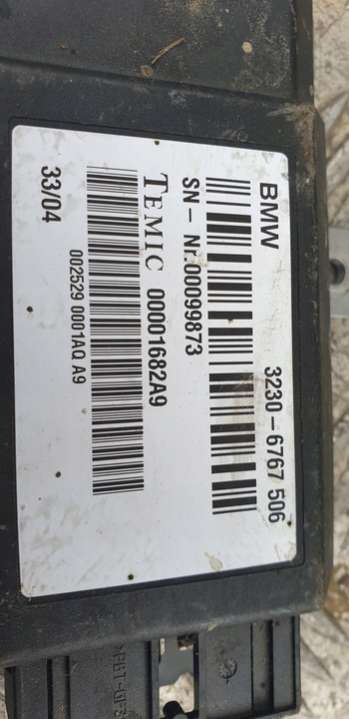 BMW 3230-6767 506
SN-Nr.00099873
TEMIC 00001682A9
002529 0001AQ A9
33/04